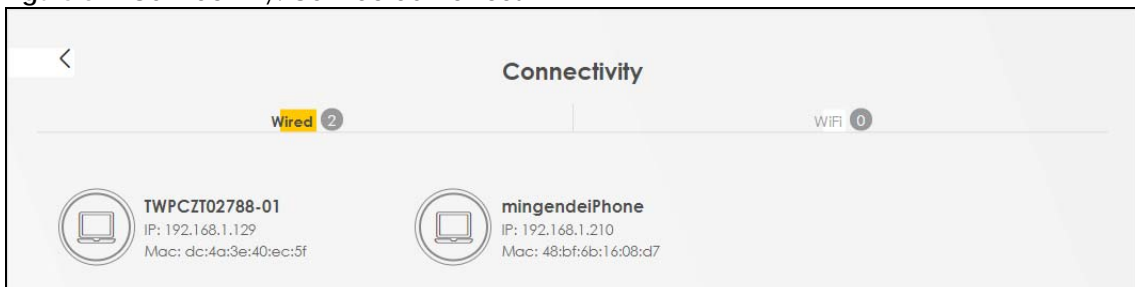 Connectivity
Wired 2
WiFi 0
TWPCZT02788-01
IP: 192.168.1.129
Mac: dc:4a:3e:40:ec:5f
mingendeiPhone
IP: 192.168.1.210
Mac: 48:bf:6b:16:08:d7